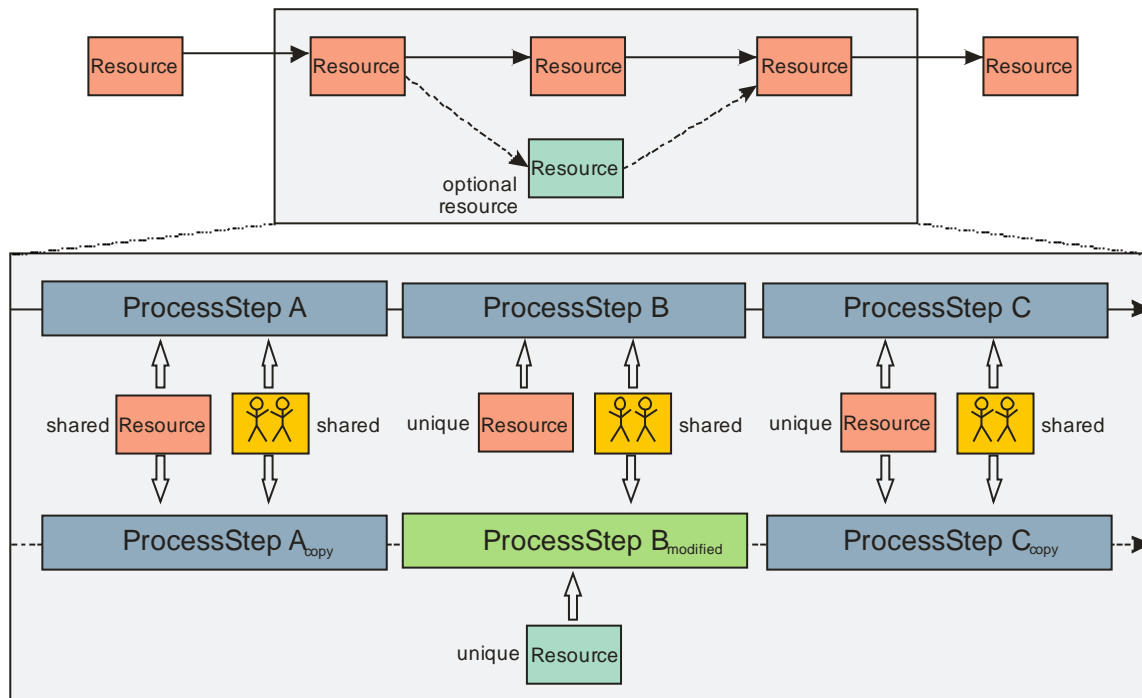 Resource
Resource
Resource
Resource
Resource
Resource
optional
resource
ProcessStep A
ProcessStep B
ProcessStep C
shared
Resource
shared
unique
Resource
shared
unique
Resource
shared
ProcessStep Acopy
ProcessStep Bmodified
ProcessStep Ccopy
unique
Resource